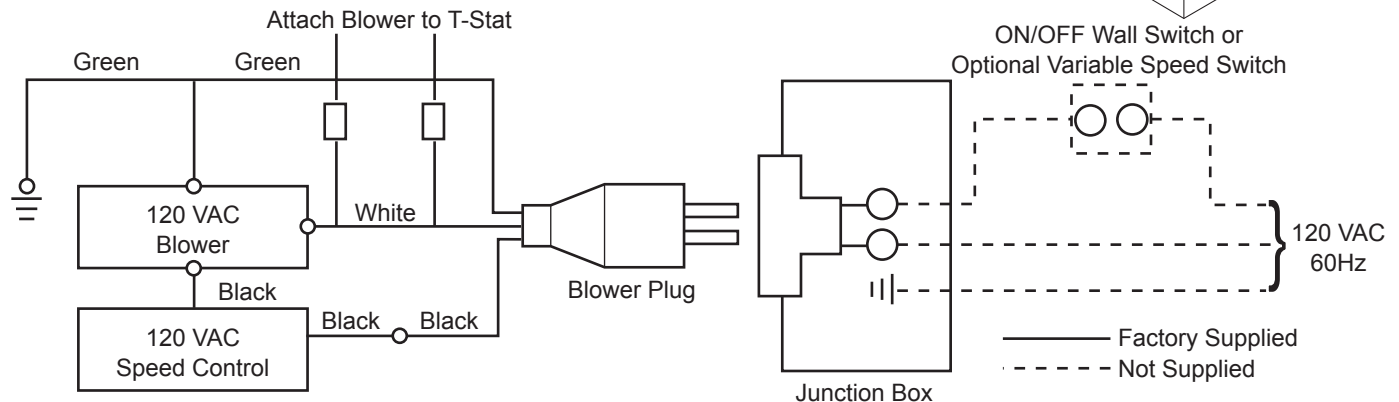 Attach Blower to T-Stat
ON/OFF Wall Switch or
Optional Variable Speed Switch
Green
Green
120 VAC
Blower
White
Blower Plug
120 VAC
60Hz
Black
120 VAC
Speed Control
Black
Black
Junction Box
Factory Supplied
Not Supplied